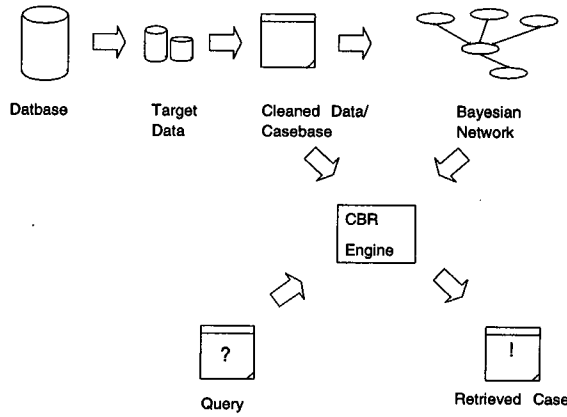 Datbase
Target
Data
Cleaned Data/
Casebase
Bayesian
Network
CBR
Engine
?
!
Query
Retrieved Case